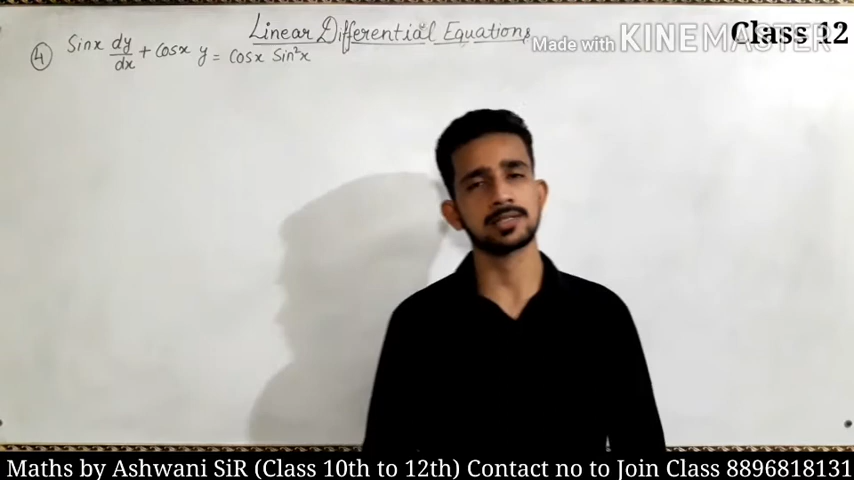 Linear Differential Equations
Made with KINEMASTER
Class 12
④ Sinx dy/dx + Cosx y = Cosx Sin²x
Maths by Ashwani SiR (Class 10th to 12th) Contact no to Join Class 8896818131